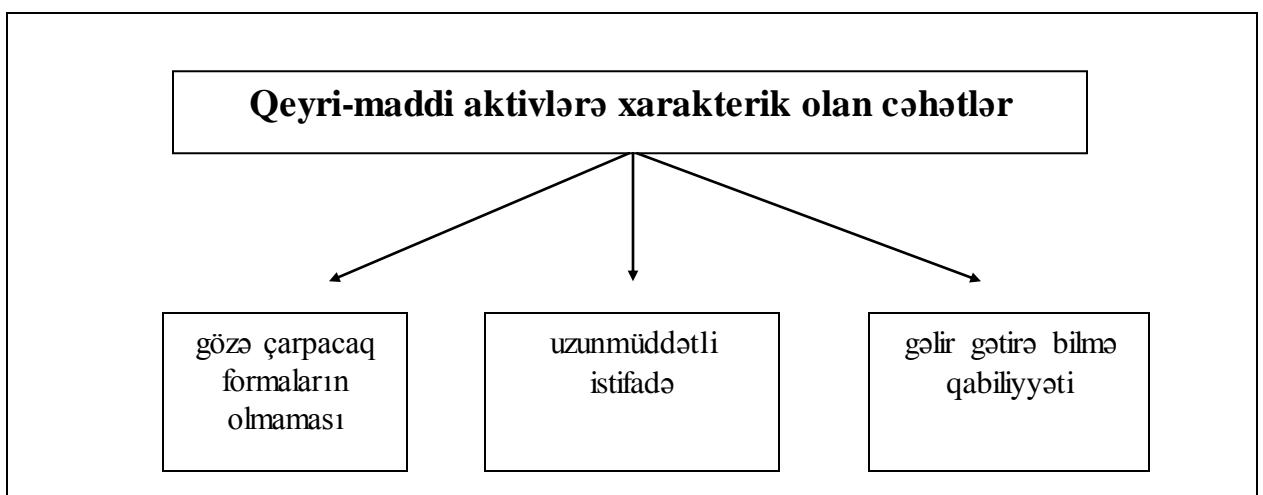 Qeyri-maddi aktivlərə xarakterik olan cəhətlər
gözə çarpacaq
formaların
olmaması
uzunmüddətli
istifadə
gəlir gətirə bilmə
qabiliyyəti